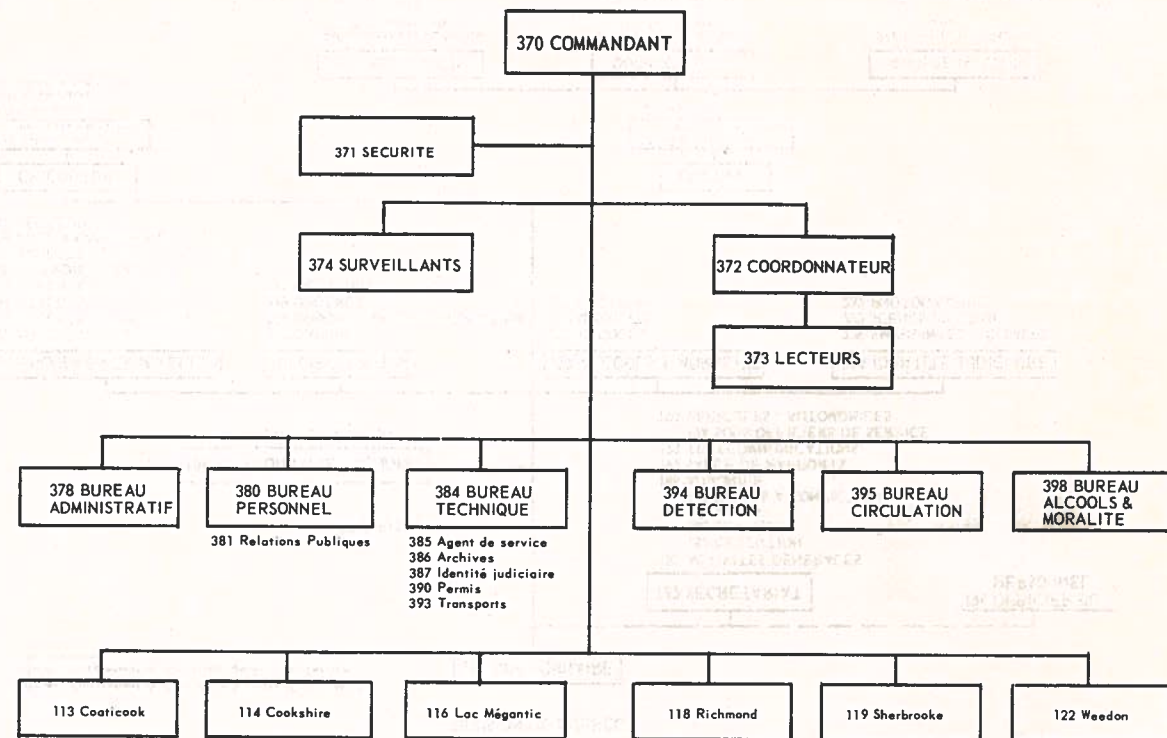 370 COMMANDANT
371 SECURITE
374 SURVEILLANTS
372 COORDONNATEUR
373 LECTEURS
378 BUREAU
ADMINISTRATIF
380 BUREAU
PERSONNEL
381 Relations Publiques
384 BUREAU
TECHNIQUE
385 Agent de service
386 Archives
387 Identité judiciaire
390 Permis
393 Transports
394 BUREAU
DETECTION
395 BUREAU
CIRCULATION
398 BUREAU
ALCOOLS &
MORALITE
113 Coaticook
114 Cookshire
116 Lac Mégantic
118 Richmond
119 Sherbrooke
122 Weedon